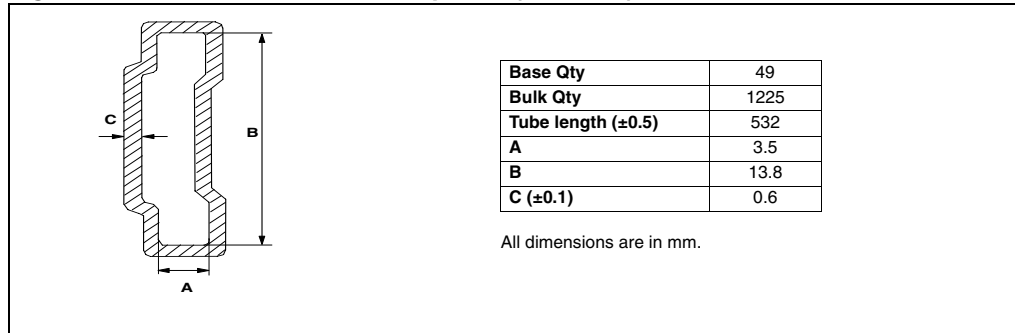 C
B
A
Base Qty 49
Bulk Qty 1225
Tube length (±0.5) 532
A 3.5
B 13.8
C (±0.1) 0.6
All dimensions are in mm.